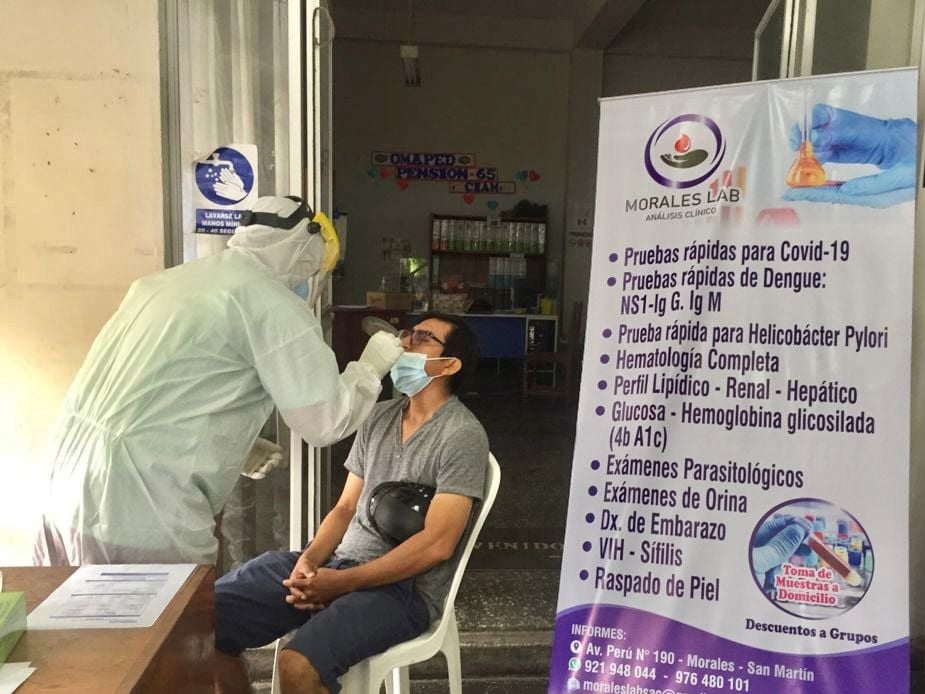 LAVARSE LA
MANOS MINI
20 - 40 SEGU
OMAPED
PENSION-65
CIAM
VENIDO
MORALES LAB
ANÁLISIS CLÍNICO
• Pruebas rápidas para Covid-19
• Pruebas rápidas de Dengue:
NS1-Ig G. Ig M
• Prueba rápida para Helicobácter Pylori
• Hematología Completa
• Perfil Lipídico - Renal - Hepático
• Glucosa - Hemoglobina glicosilada
(4b A1c)
• Exámenes Parasitológicos
• Exámenes de Orina
• Dx. de Embarazo
• VIH - Sífilis
• Raspado de Piel
Toma de
Muestras a
Domicilio
Descuentos a Grupos
INFORMES:
Av. Perú N° 190 - Morales - San Martín
921 948 044 - 976 480 101